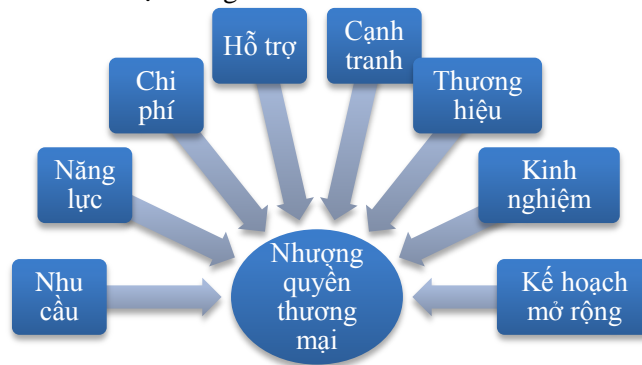 Nhu
cầu
Năng
lực
Chi
phí
Hỗ trợ
Cạnh
tranh
Thương
hiệu
Kinh
nghiệm
Kế hoạch
mở rộng
Nhượng
quyền
thương
mại